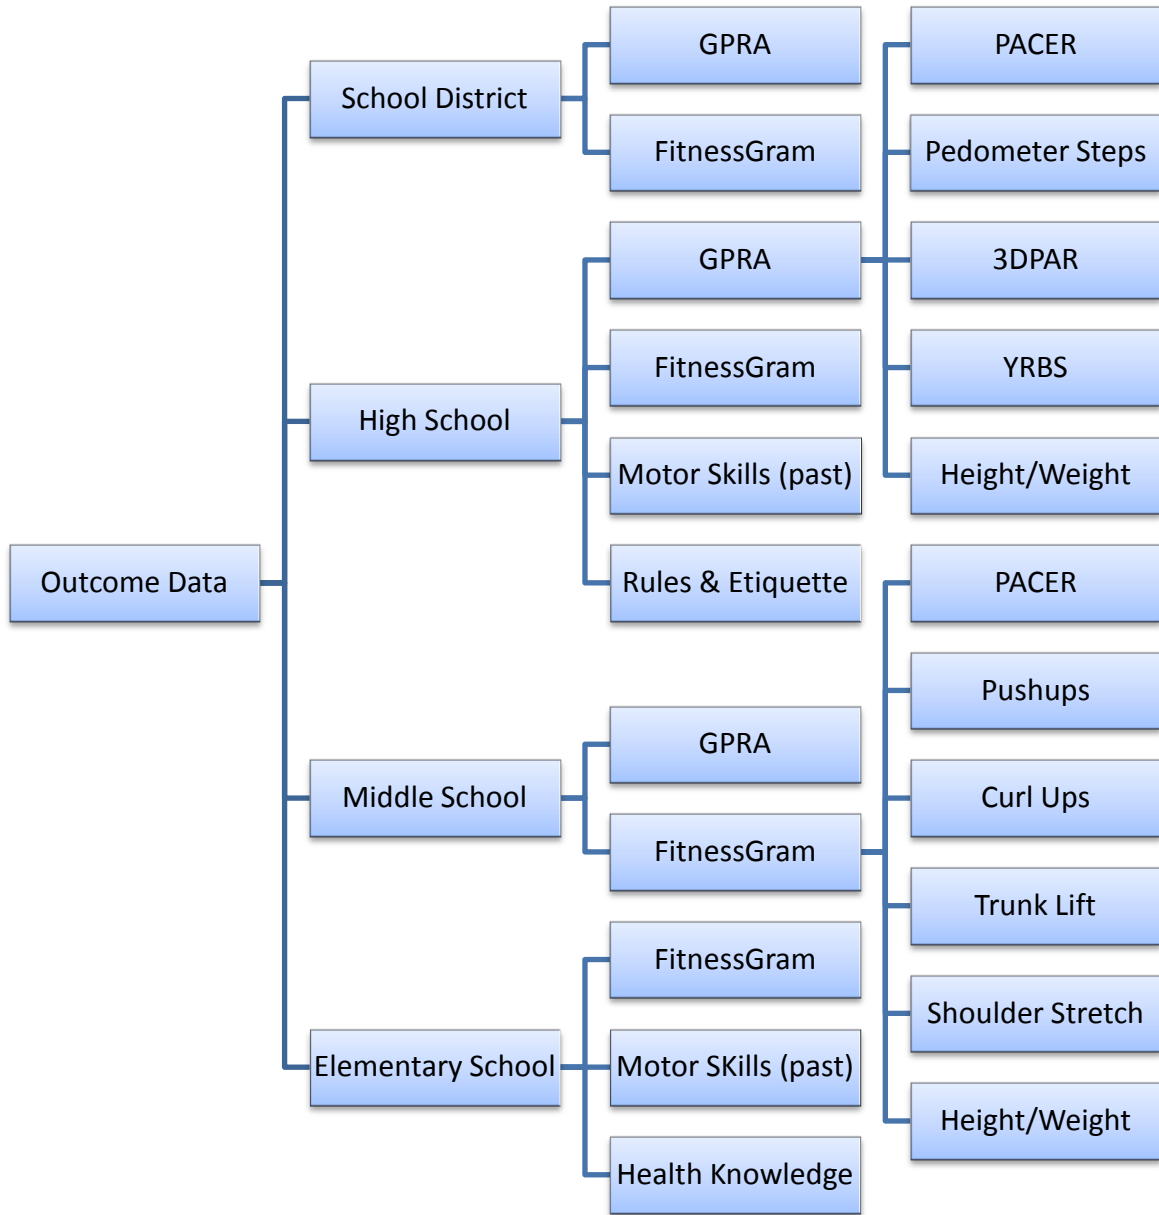 Outcome Data
School District
GPRA
FitnessGram
High School
GPRA
PACER
Pedometer Steps
3DPAR
YRBS
Height/Weight
FitnessGram
Motor Skills (past)
Rules & Etiquette
Middle School
GPRA
FitnessGram
PACER
Pushups
Curl Ups
Trunk Lift
Shoulder Stretch
Height/Weight
Elementary School
FitnessGram
Motor SKills (past)
Health Knowledge